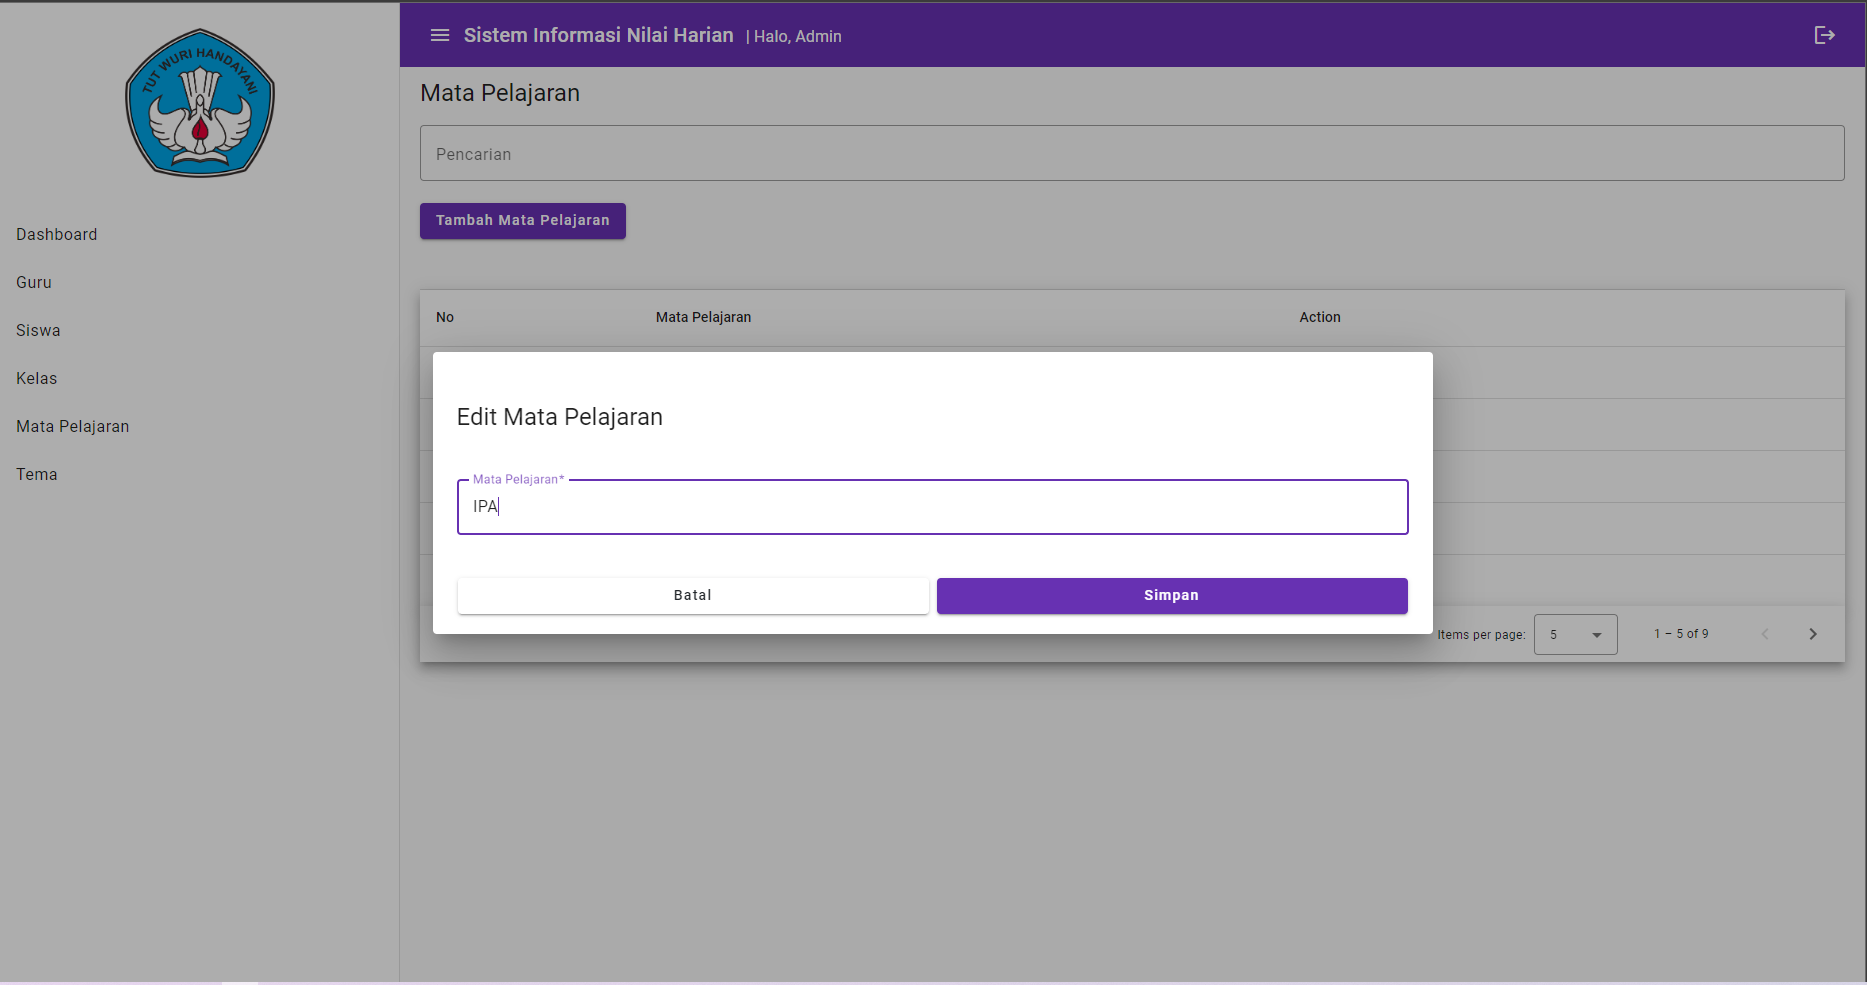 TUT WURI HANDAYANI
Dashboard
Guru
Siswa
Kelas
Mata Pelajaran
Tema
Sistem Informasi Nilai Harian | Halo, Admin
Mata Pelajaran
Pencarian
Tambah Mata Pelajaran
No Mata Pelajaran Action
Edit Mata Pelajaran
Mata Pelajaran*
IPA
Batal Simpan
Items per page: 5 1 – 5 of 9